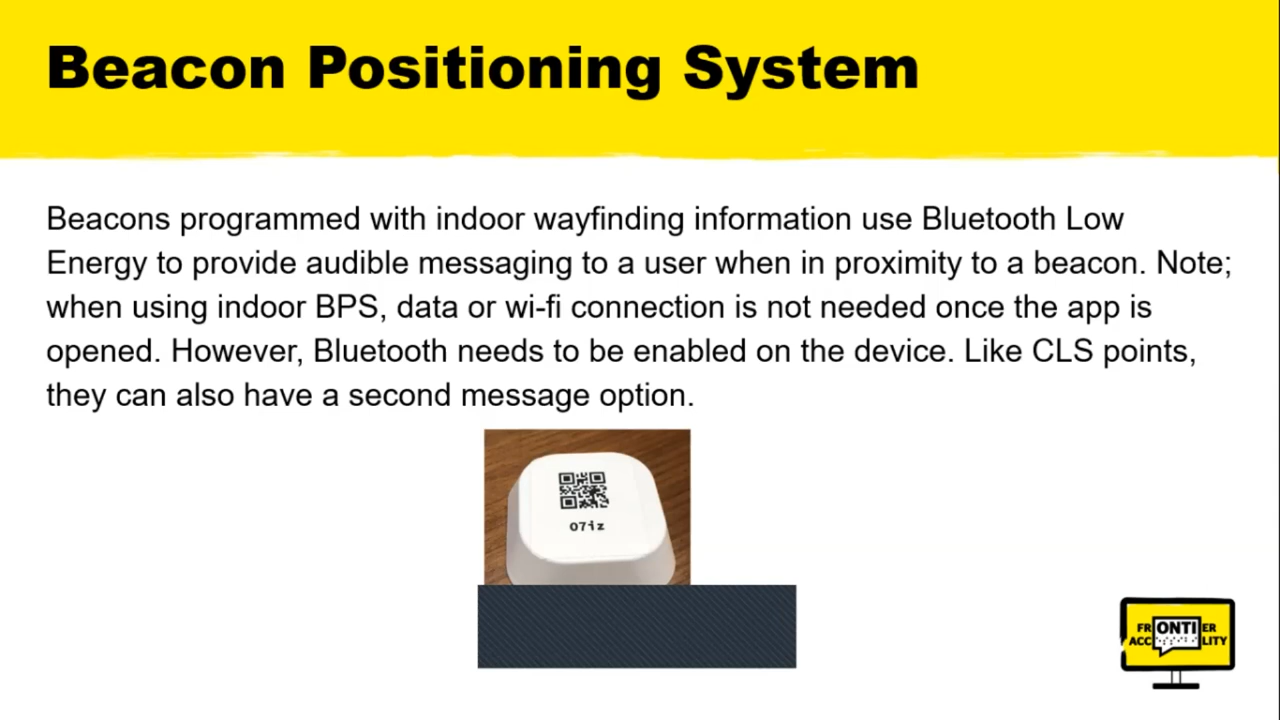 Beacon Positioning System
Beacons programmed with indoor wayfinding information use Bluetooth Low
Energy to provide audible messaging to a user when in proximity to a beacon. Note;
when using indoor BPS, data or wi-fi connection is not needed once the app is
opened. However, Bluetooth needs to be enabled on the device. Like CLS points,
they can also have a second message option.
07iz
FRONTIER
ACC LITY